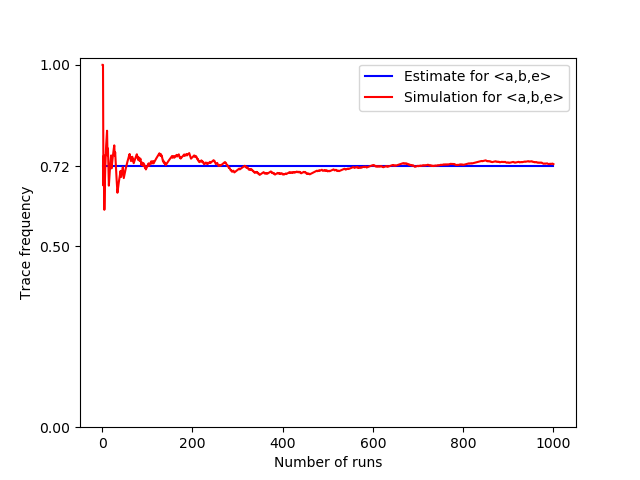 1.00
0.72
0.50
0.00
Trace frequency
Estimate for <a,b,e>
Simulation for <a,b,e>
0
200
400
600
800
1000
Number of runs